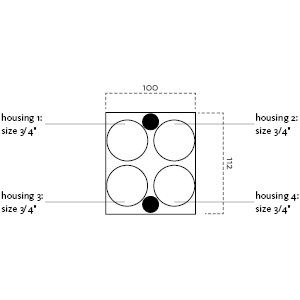 100
housing 1:
size 3/4"
housing 2:
size 3/4"
112
housing 3:
size 3/4"
housing 4:
size 3/4"